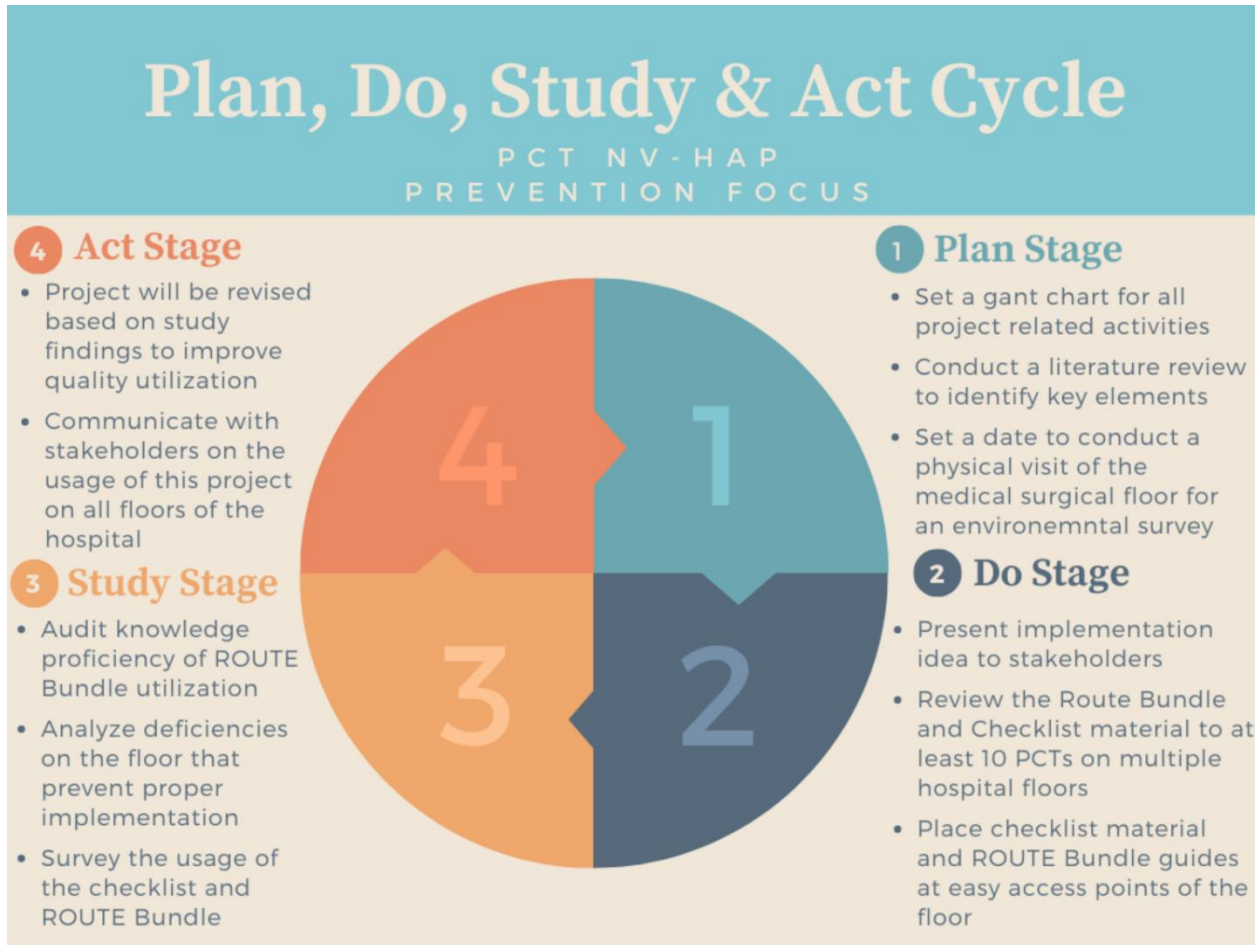 Plan, Do, Study & Act Cycle
PCT NV-HAP
PREVENTION FOCUS
1 Plan Stage
• Set a gant chart for all
project related activities
• Conduct a literature review
to identify key elements
• Set a date to conduct a
physical visit of the
medical surgical floor for
an environemntal survey
2 Do Stage
• Present implementation
idea to stakeholders
• Review the Route Bundle
and Checklist material to at
least 10 PCTs on multiple
hospital floors
• Place checklist material
and ROUTE Bundle guides
at easy access points of the
floor
3 Study Stage
• Audit knowledge
proficiency of ROUTE
Bundle utilization
• Analyze deficiencies
on the floor that
prevent proper
implementation
• Survey the usage of
the checklist and
ROUTE Bundle
4 Act Stage
• Project will be revised
based on study
findings to improve
quality utilization
• Communicate with
stakeholders on the
usage of this project
on all floors of the
hospital
4
1
3
2